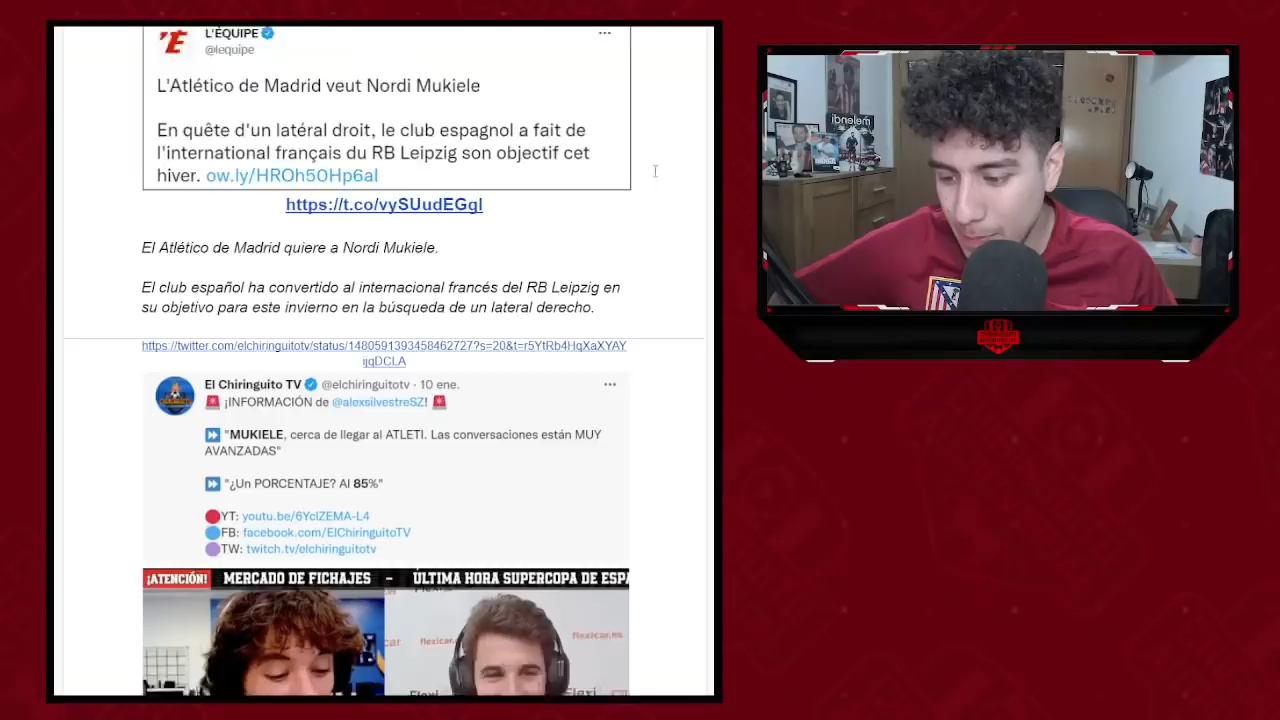 L'ÉQUIPE
@lequipe
L'Atlético de Madrid veut Nordi Mukiele
En quête d'un latéral droit, le club espagnol a fait de
l'international français du RB Leipzig son objectif cet
hiver. ow.ly/HROh50Hp6al
https://t.co/vySUudEGql
El Atlético de Madrid quiere a Nordi Mukiele.
El club español ha convertido al internacional francés del RB Leipzig en
su objetivo para este invierno en la búsqueda de un lateral derecho.
https://twitter.com/elchiringuitotv/status/1480591393458462727?s=20&t=r5YtRb4HqXaXYAY
ijqDCLA
El Chiringuito TV @elchiringuitotv · 10 ene.
¡INFORMACIÓN de @alexsilvestreSZ!
"MUKIELE, cerca de llegar al ATLETI. Las conversaciones están MUY
AVANZADAS"
"¿Un PORCENTAJE? Al 85%"
YT: youtu.be/6YclZEMA-L4
FB: facebook.com/ElChiringuitoTV
TW: twitch.tv/elchiringuitotv
¡ATENCIÓN! MERCADO DE FICHAJES - ÚLTIMA HORA SUPERCOPA DE ESPA
flexicar
flexicar.es
melendi